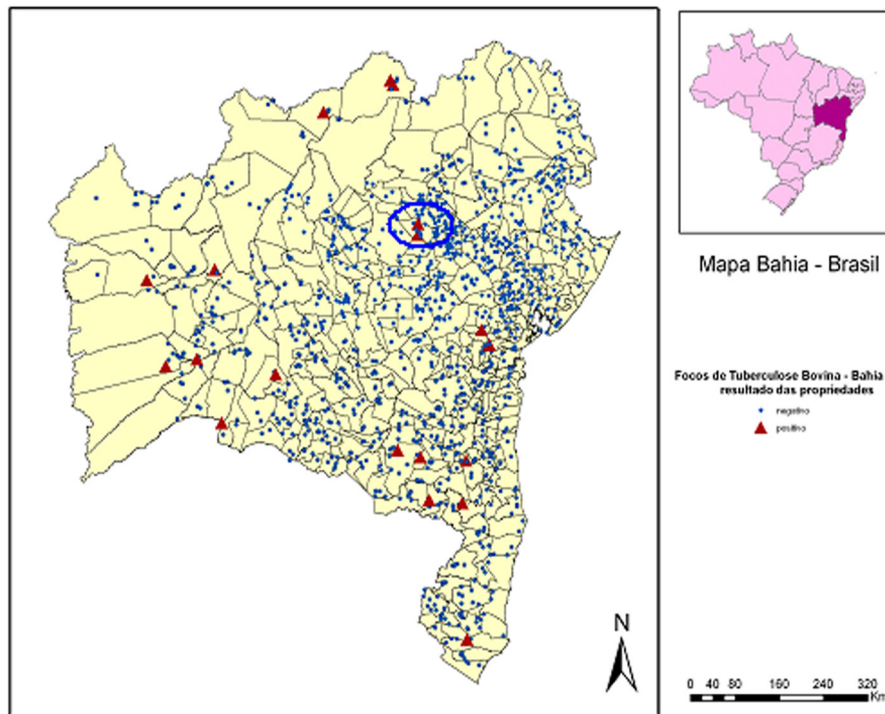 Mapa Bahia - Brasil
Focos de Tuberculose Bovina - Bahia
resultado das propriedades
negativo
positivo
N
0 40 80 160 240 320
Km